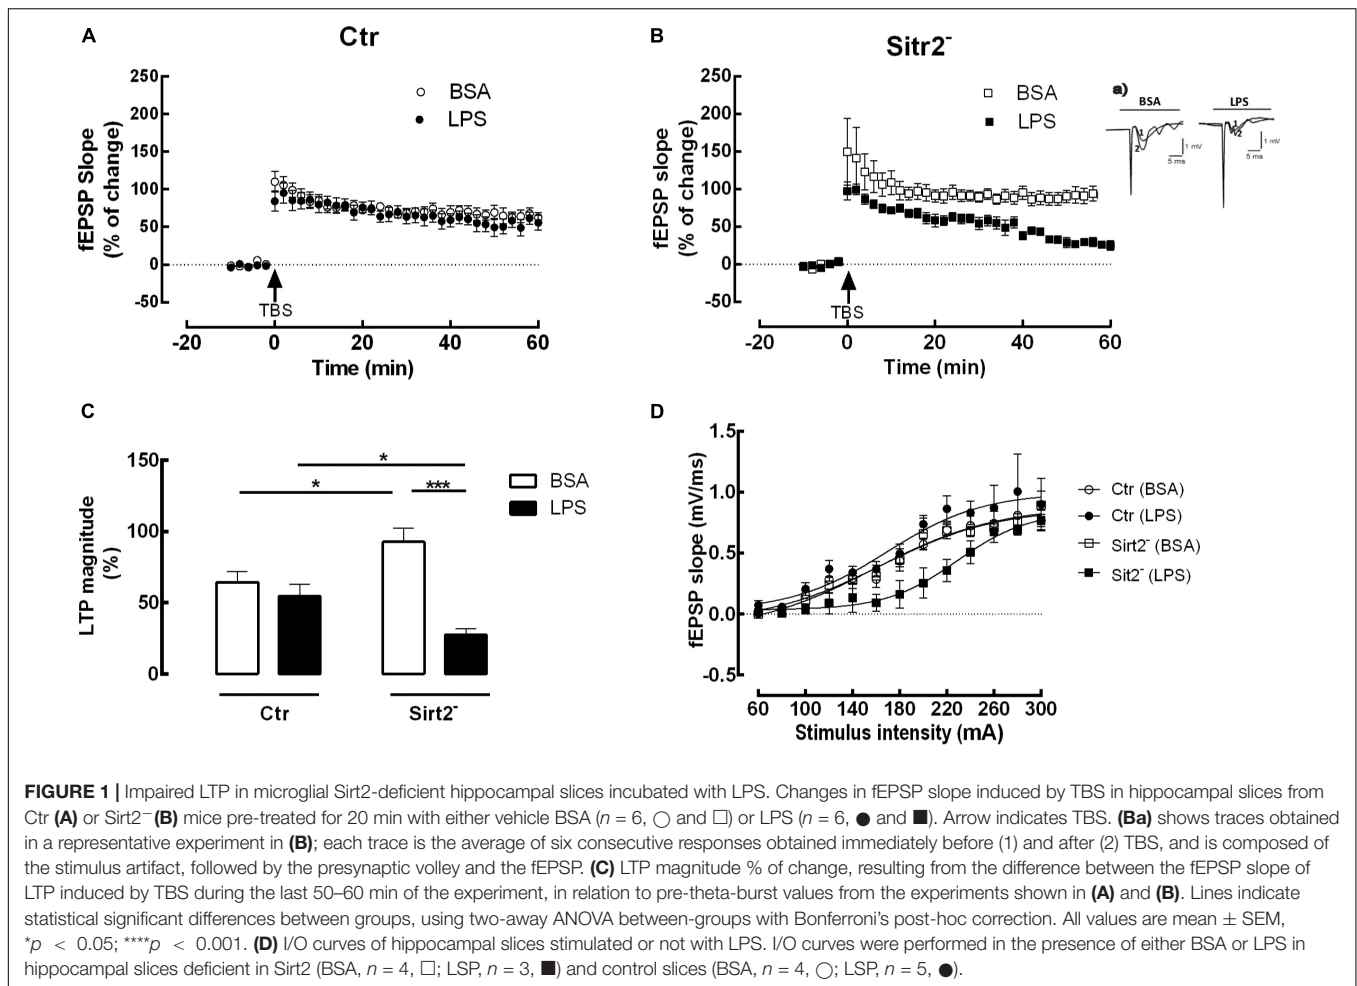 A
Ctr
fEPSP Slope
(% of change)
250
200
150
100
50
0
-50
BSA
LPS
TBS
-20
0
20
40
60
Time (min)
B
Sitr2-
fEPSP slope
(% of change)
250
200
150
100
50
0
-50
BSA
LPS
TBS
-20
0
20
40
60
Time (min)
a)
BSA
LPS
1
2
1 mV
5 ms
1
2
1 mV
5 ms
C
LTP magnitude
(%)
150
100
50
0
*
*
***
BSA
LPS
Ctr
Sirt2-
D
fEPSP slope (mV/ms)
1.5
1.0
0.5
0.0
-0.5
60 100 140 180 220 260 300
Stimulus intensity (mA)
Ctr (BSA)
Ctr (LPS)
Sirt2- (BSA)
Sit2- (LPS)
FIGURE 1 | Impaired LTP in microglial Sirt2-deficient hippocampal slices incubated with LPS. Changes in fEPSP slope induced by TBS in hippocampal slices from
Ctr (A) or Sirt2− (B) mice pre-treated for 20 min with either vehicle BSA (n = 6, ○ and □) or LPS (n = 6, ● and ■). Arrow indicates TBS. (Ba) shows traces obtained
in a representative experiment in (B); each trace is the average of six consecutive responses obtained immediately before (1) and after (2) TBS, and is composed of
the stimulus artifact, followed by the presynaptic volley and the fEPSP. (C) LTP magnitude % of change, resulting from the difference between the fEPSP slope of
LTP induced by TBS during the last 50–60 min of the experiment, in relation to pre-theta-burst values from the experiments shown in (A) and (B). Lines indicate
statistical significant differences between groups, using two-away ANOVA between-groups with Bonferroni's post-hoc correction. All values are mean ± SEM,
*p < 0.05; ****p < 0.001. (D) I/O curves of hippocampal slices stimulated or not with LPS. I/O curves were performed in the presence of either BSA or LPS in
hippocampal slices deficient in Sirt2 (BSA, n = 4, □; LSP, n = 3, ■) and control slices (BSA, n = 4, ○; LSP, n = 5, ●).